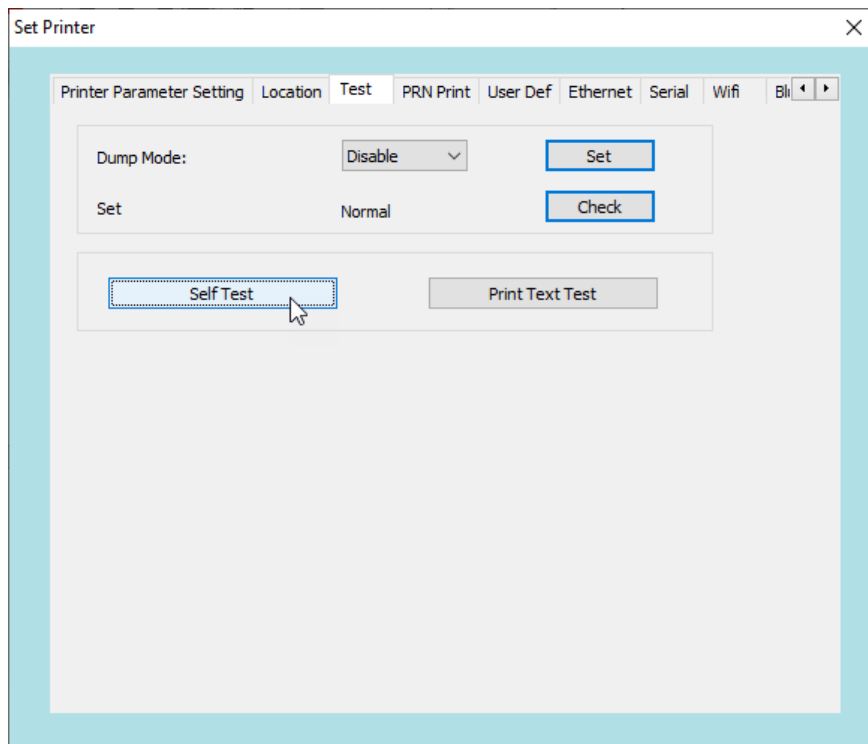 Set Printer
Printer Parameter Setting Location Test PRN Print User Def Ethernet Serial Wifi
Dump Mode: Disable Set
Set Normal Check
Self Test Print Text Test